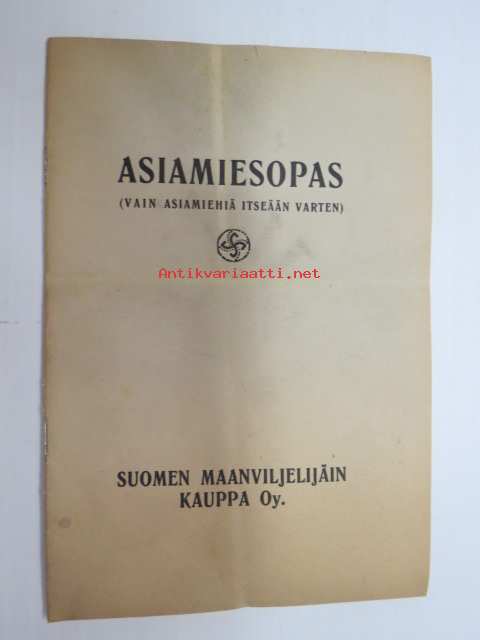 ASIAMIESOPAS
(VAIN ASIAMIEHIÄ ITSEÄÄN VARTEN)
Antikvariaatti.net
SUOMEN MAANVILJELIJÄIN
KAUPPA Oy.